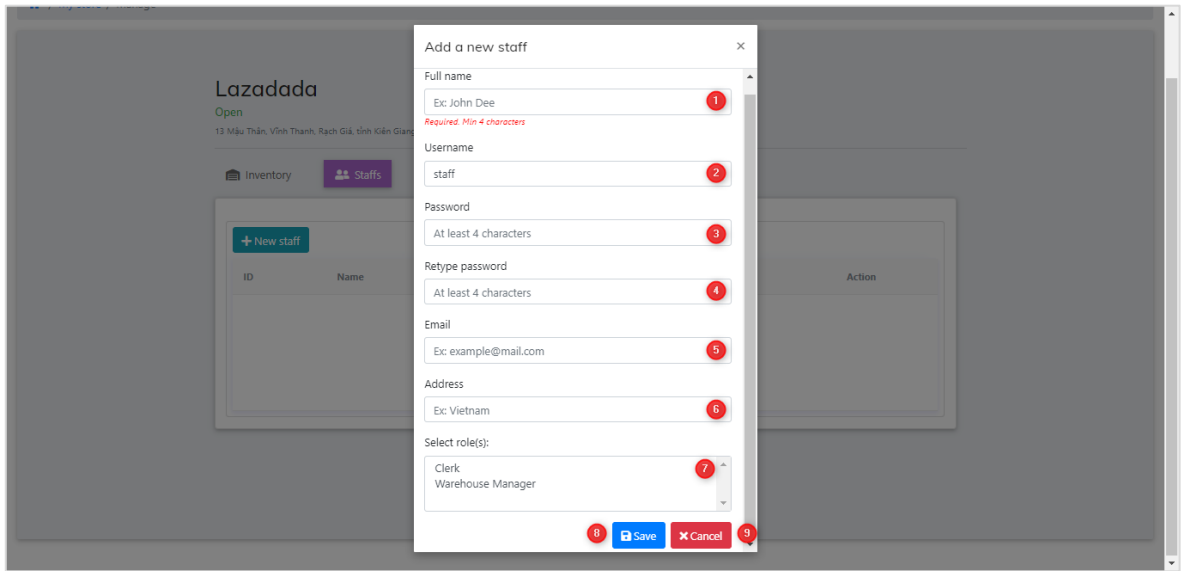 / My store / Manage
Add a new staff ×
Full name
Ex: John Dee 1
Required. Min 4 characters
Username
staff 2
Password
At least 4 characters 3
Retype password
At least 4 characters 4
Email
Ex: example@mail.com 5
Address
Ex: Vietnam 6
Select role(s):
Clerk 7
Warehouse Manager
8 Save Cancel 9
Lazadada
Open
13 Mậu Thân, Vĩnh Thanh, Rạch Giá, tỉnh Kiên Giang
Inventory Staffs
+ New staff
ID Name Action